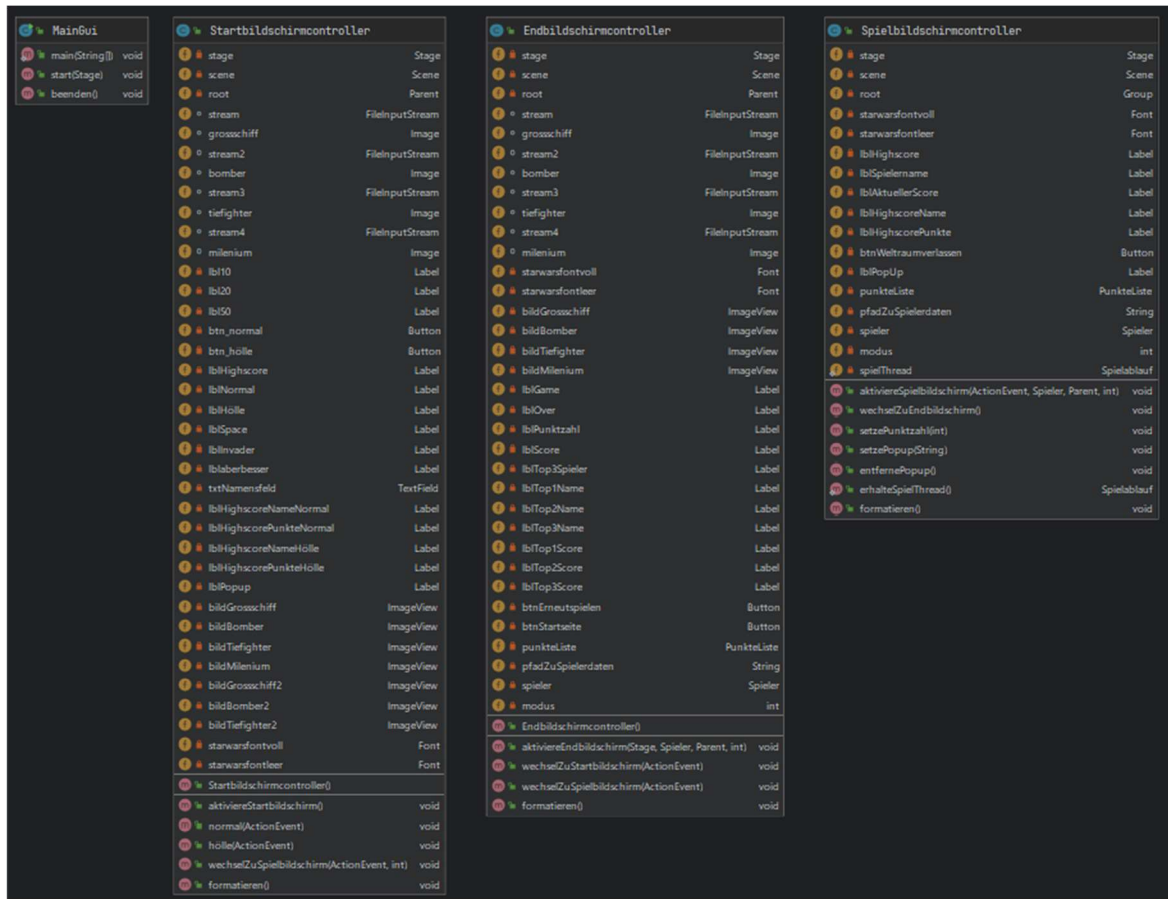 MainGui
main(String[]) void
start(Stage) void
beenden() void
Startbildschirmcontroller
stage Stage
scene Scene
root Parent
stream FileInputStream
grossschiff Image
stream2 FileInputStream
bomber Image
stream3 FileInputStream
tiefighter Image
stream4 FileInputStream
milenium Image
lbl10 Label
lbl20 Label
lbl50 Label
btn_normal Button
btn_hölle Button
lblHighscore Label
lblNormal Label
lblHölle Label
lblSpace Label
lblInvader Label
lblaberbesser Label
txtNamensfeld TextField
lblHighscoreNameNormal Label
lblHighscorePunkteNormal Label
lblHighscoreNameHölle Label
lblHighscorePunkteHölle Label
lblPopup Label
bildGrossschiff ImageView
bildBomber ImageView
bildTiefighter ImageView
bildMilenium ImageView
bildGrossschiff2 ImageView
bildBomber2 ImageView
bildTiefighter2 ImageView
starwarsfontvoll Font
starwarsfontleer Font
Startbildschirmcontroller()
aktiviereStartbildschirm() void
normal(ActionEvent) void
hölle(ActionEvent) void
wechselZuSpielbildschirm(ActionEvent, int) void
formatieren() void
Endbildschirmcontroller
stage Stage
scene Scene
root Parent
stream FileInputStream
grossschiff Image
stream2 FileInputStream
bomber Image
stream3 FileInputStream
tiefighter Image
stream4 FileInputStream
milenium Image
starwarsfontvoll Font
starwarsfontleer Font
bildGrossschiff ImageView
bildBomber ImageView
bildTiefighter ImageView
bildMilenium ImageView
lblGame Label
lblOver Label
lblPunktzahl Label
lblScore Label
lblTop3Spieler Label
lblTop1Name Label
lblTop2Name Label
lblTop3Name Label
lblTop1Score Label
lblTop2Score Label
lblTop3Score Label
btnErneutspielen Button
btnStartseite Button
punkteListe PunkteListe
pfadZuSpielerdaten String
spieler Spieler
modus int
Endbildschirmcontroller()
aktiviereEndbildschirm(Stage, Spieler, Parent, int) void
wechselZuStartbildschirm(ActionEvent) void
wechselZuSpielbildschirm(ActionEvent) void
formatieren() void
Spielbildschirmcontroller
stage Stage
scene Scene
root Group
starwarsfontvoll Font
starwarsfontleer Font
lblHighscore Label
lblSpielername Label
lblAktuellerScore Label
lblHighscoreName Label
lblHighscorePunkte Label
btnWeltraumverlassen Button
lblPopUp Label
punkteListe PunkteListe
pfadZuSpielerdaten String
spieler Spieler
modus int
spielThread Spielablauf
aktiviereSpielbildschirm(ActionEvent, Spieler, Parent, int) void
wechselZuEndbildschirm() void
setzePunktzahl(int) void
setzePopup(String) void
entfernePopup() void
erhalteSpielThread() Spielablauf
formatieren() void